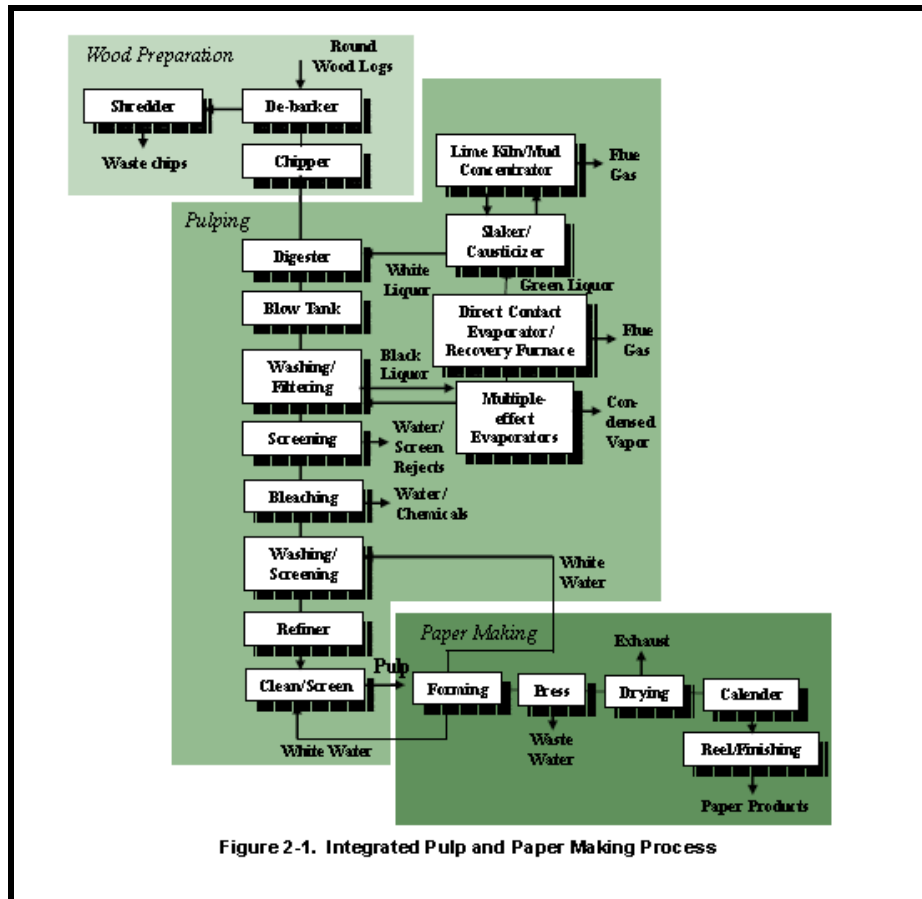 Wood Preparation
Round
Wood Logs
Shredder
De-barker
Waste chips
Chipper
Lime Kiln/Mud
Concentrator
Flue
Gas
Pulping
Slaker/
Causticizer
Digester
White
Liquor
Green Liquor
Blow Tank
Direct Contact
Evaporator/
Recovery Furnace
Flue
Gas
Washing/
Filtering
Black
Liquor
Multiple-
effect
Evaporators
Con-
densed
Vapor
Screening
Water/
Screen
Rejects
Bleaching
Water/
Chemicals
Washing/
Screening
White
Water
Refiner
Paper Making
Exhaust
Clean/Screen
Pulp
Forming
Press
Drying
Calender
White Water
Waste
Water
Reel/Finishing
Paper Products
Figure 2-1. Integrated Pulp and Paper Making Process